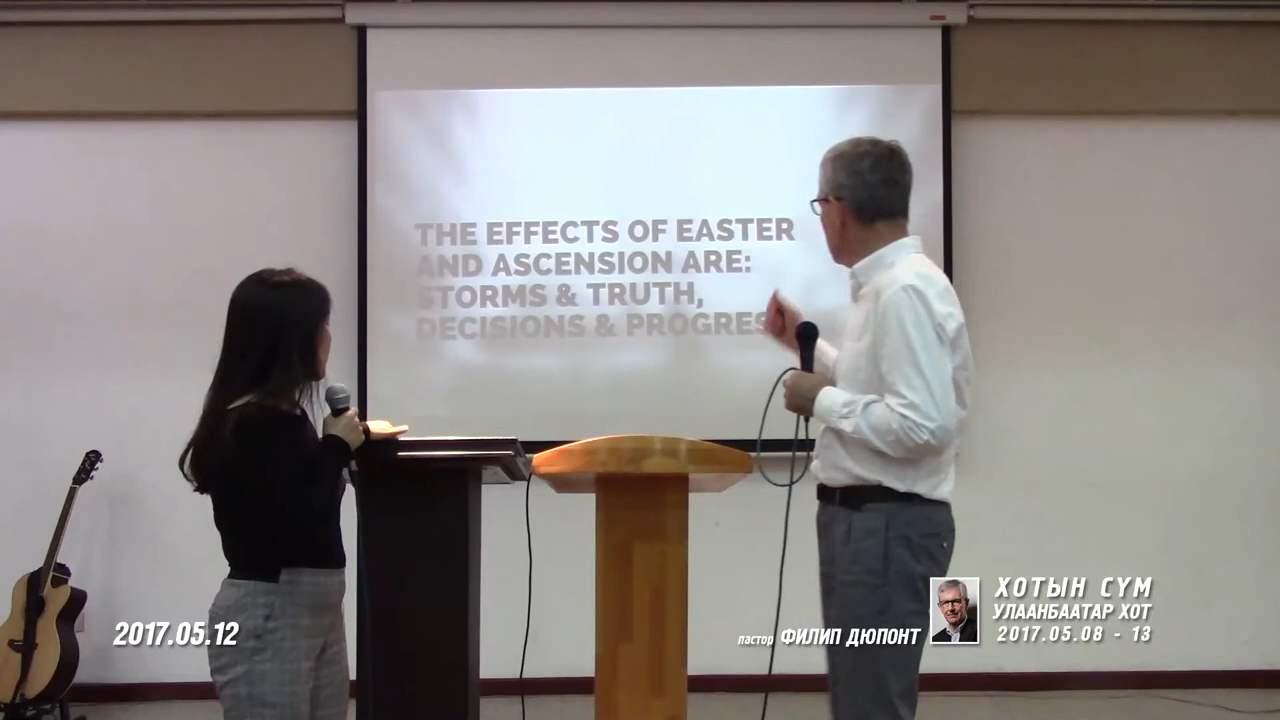 THE EFFECTS OF EASTER
AND ASCENSION ARE:
STORMS & TRUTH,
DECISIONS & PROGRES
2017.05.12
ХОТЫН СҮМ
УЛААНБААТАР ХОТ
2017.05.08 - 13
пастор ФИЛИП ДЮПОНТ